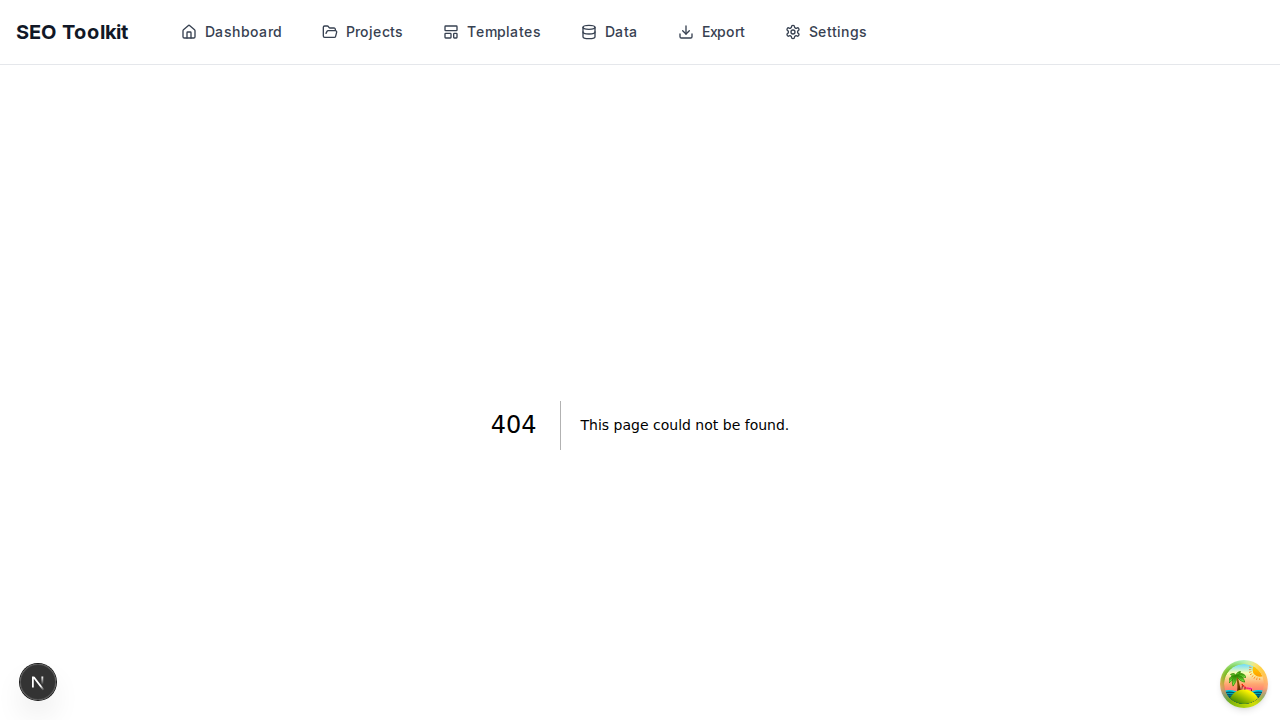 SEO Toolkit
Dashboard
Projects
Templates
Data
Export
Settings
404
This page could not be found.
N